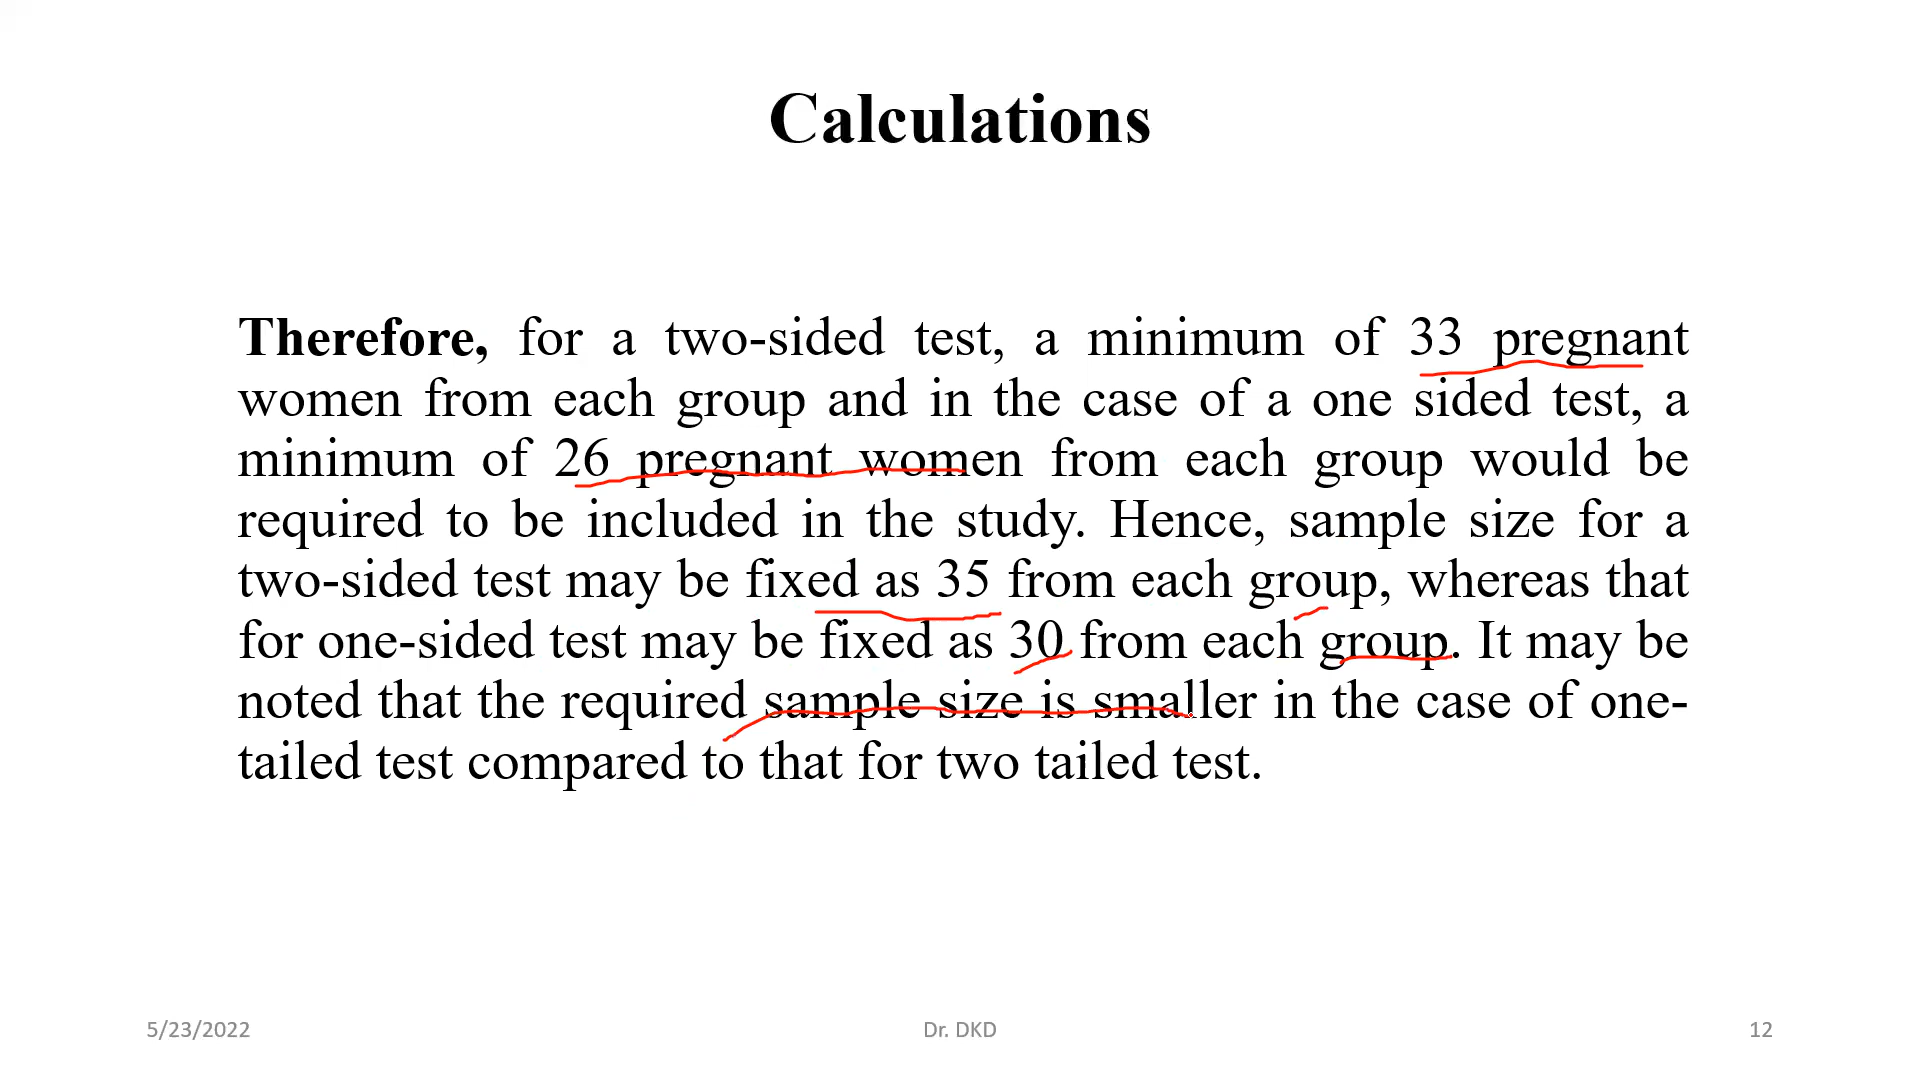 Calculations
Therefore, for a two-sided test, a minimum of 33 pregnant
women from each group and in the case of a one sided test, a
minimum of 26 pregnant women from each group would be
required to be included in the study. Hence, sample size for a
two-sided test may be fixed as 35 from each group, whereas that
for one-sided test may be fixed as 30 from each group. It may be
noted that the required sample size is smaller in the case of one-
tailed test compared to that for two tailed test.
5/23/2022 Dr. DKD 12